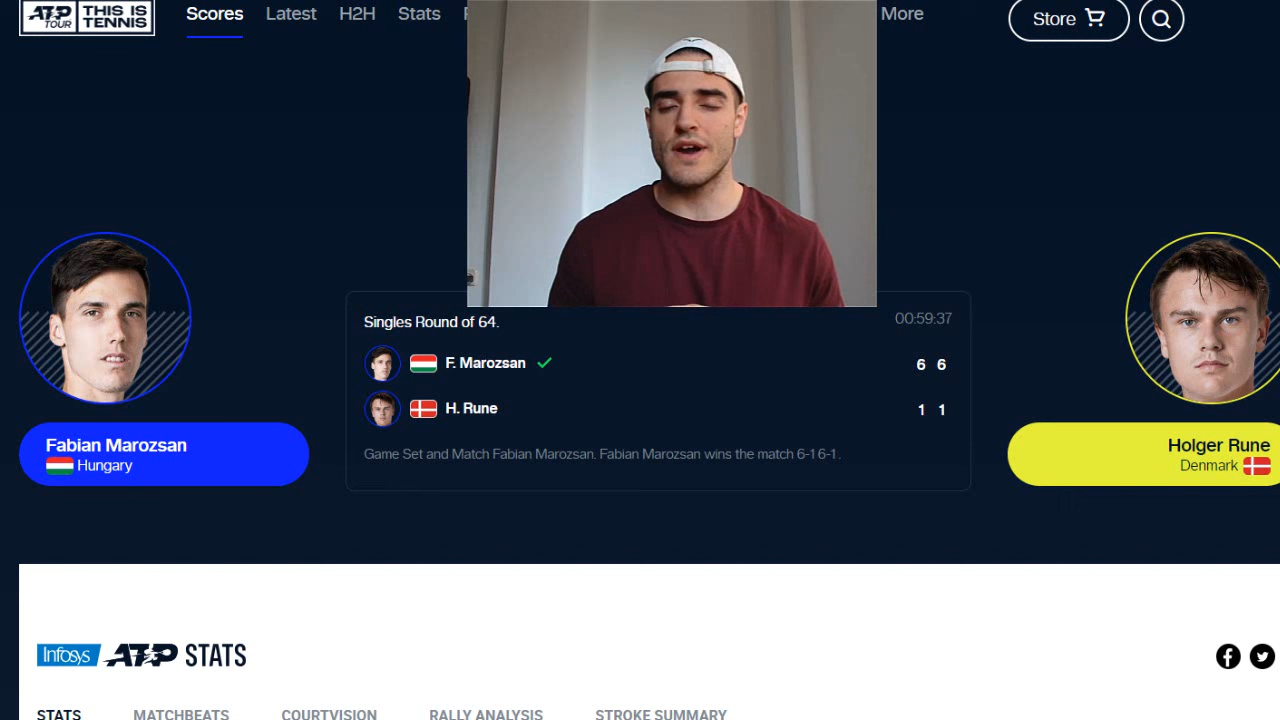 ATP TOUR THIS IS TENNIS
Scores Latest H2H Stats More Store
Singles Round of 64. 00:59:37
F. Marozsan 6 6
H. Rune 1 1
Game Set and Match Fabian Marozsan. Fabian Marozsan wins the match 6-1 6-1.
Fabian Marozsan
Hungary
Holger Rune
Denmark
Infosys ATP STATS
STATS MATCHBEATS COURTVISION RALLY ANALYSIS STROKE SUMMARY